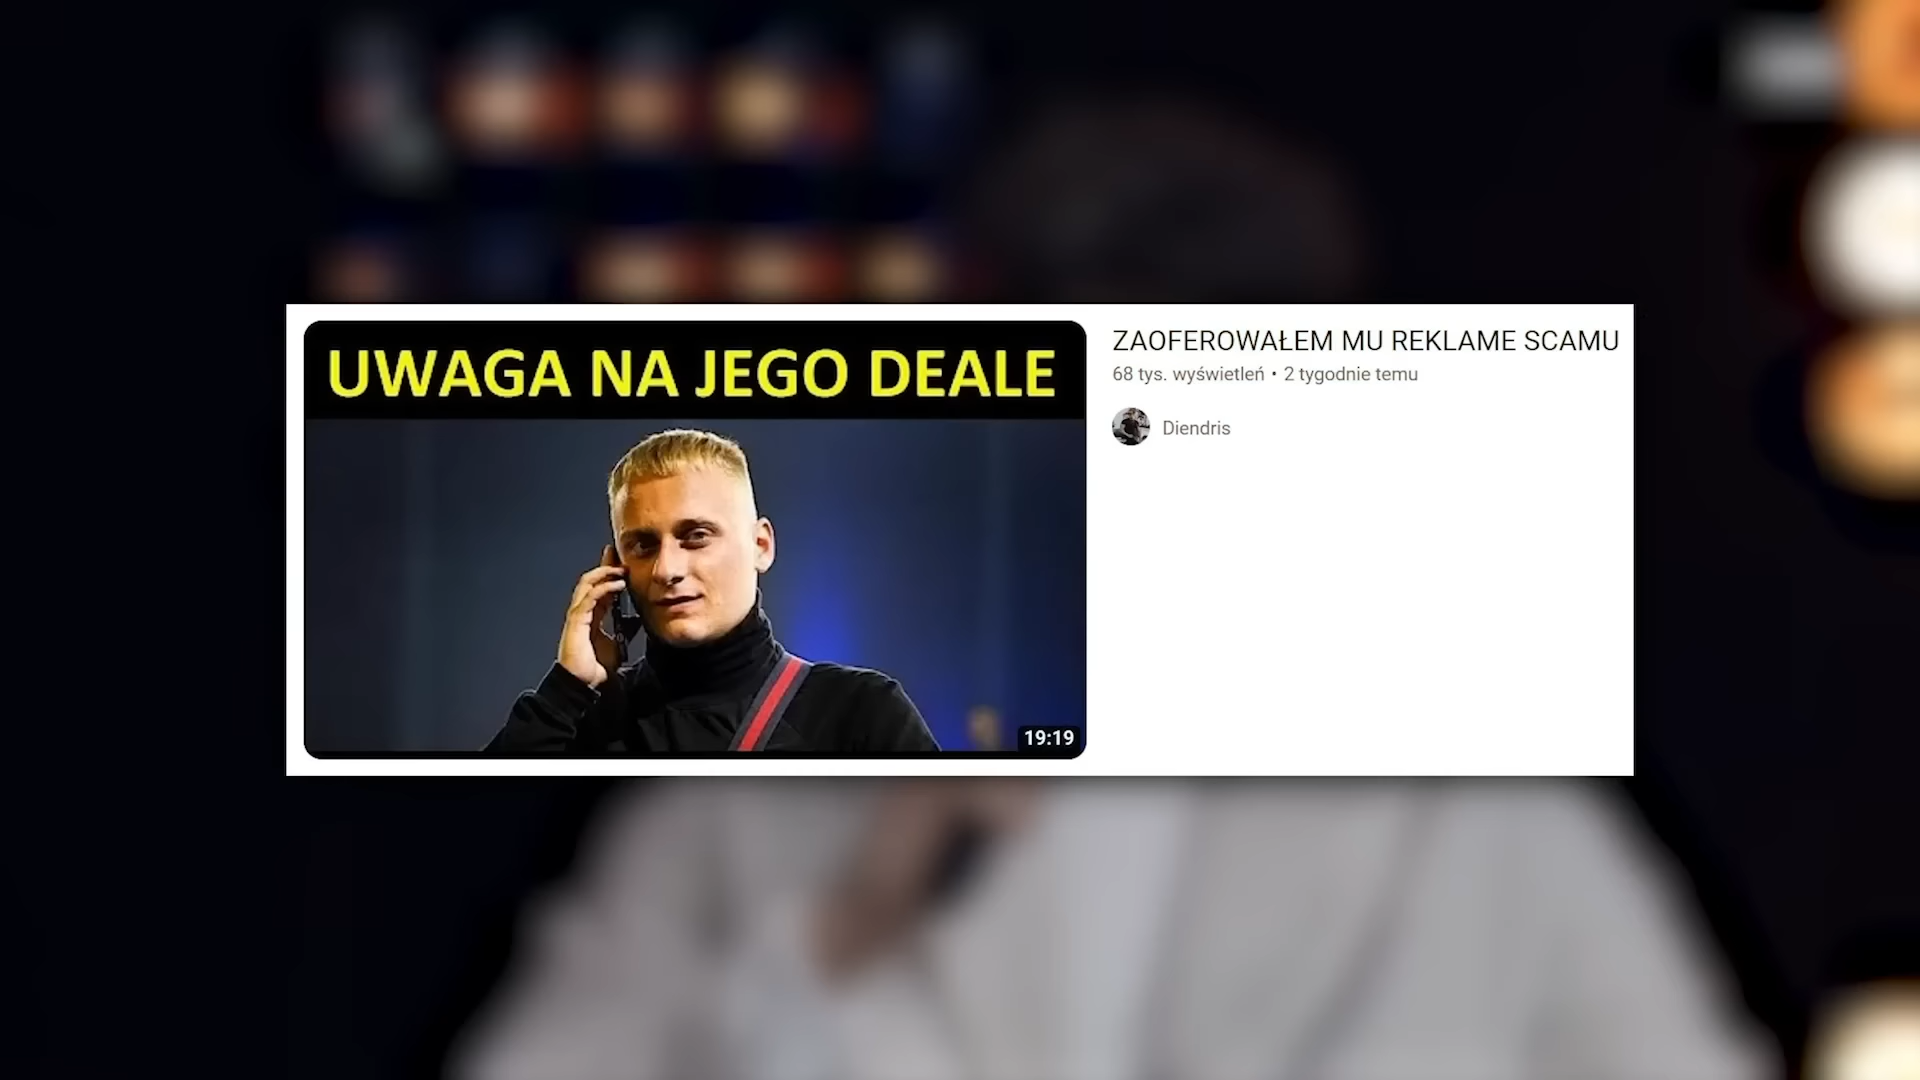 UWAGA NA JEGO DEALE
19:19
ZAOFEROWAŁEM MU REKLAME SCAMU
68 tys. wyświetleń • 2 tygodnie temu
Diendris